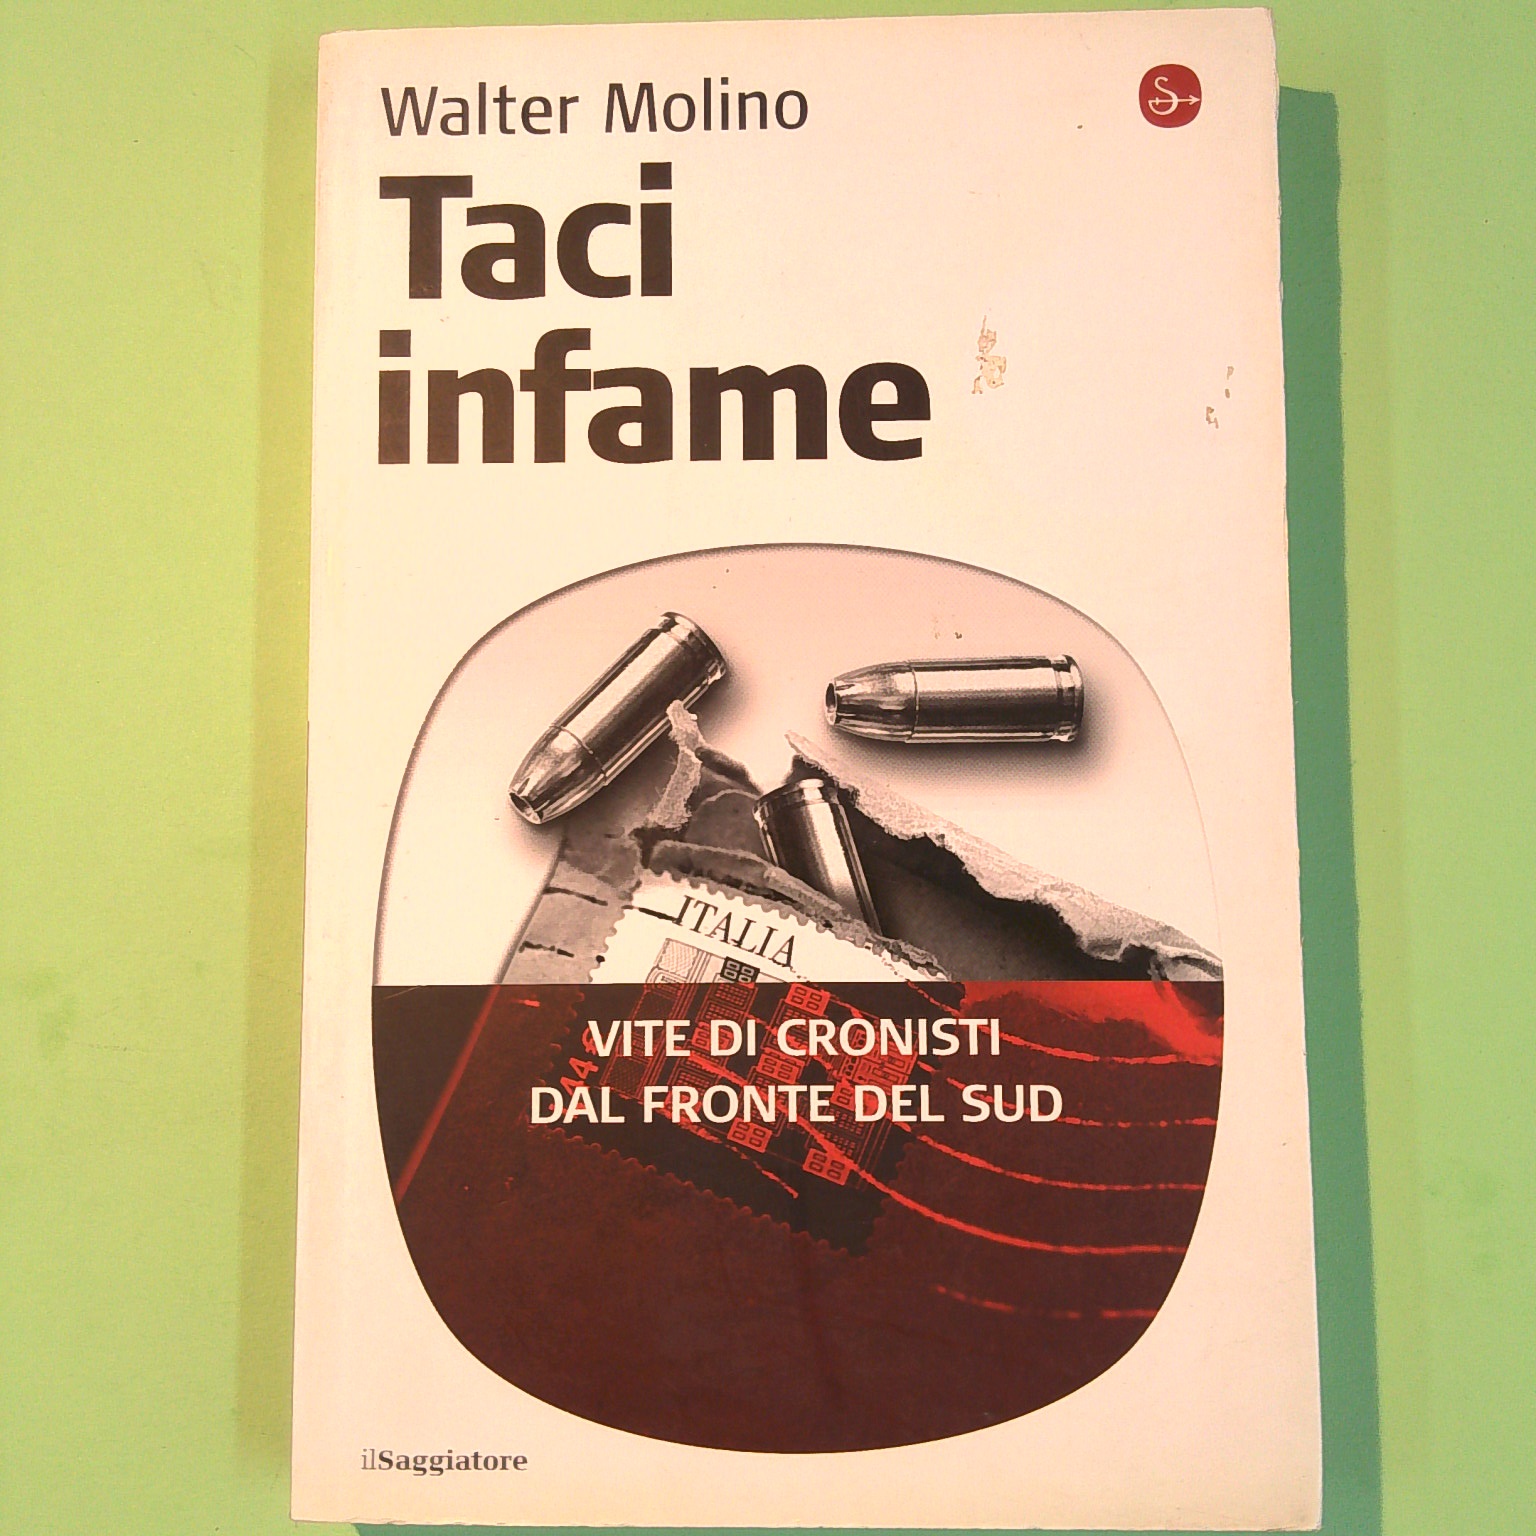 Walter Molino
Taci
infame
ITALIA
VITE DI CRONISTI
DAL FRONTE DEL SUD
ilSaggiatore